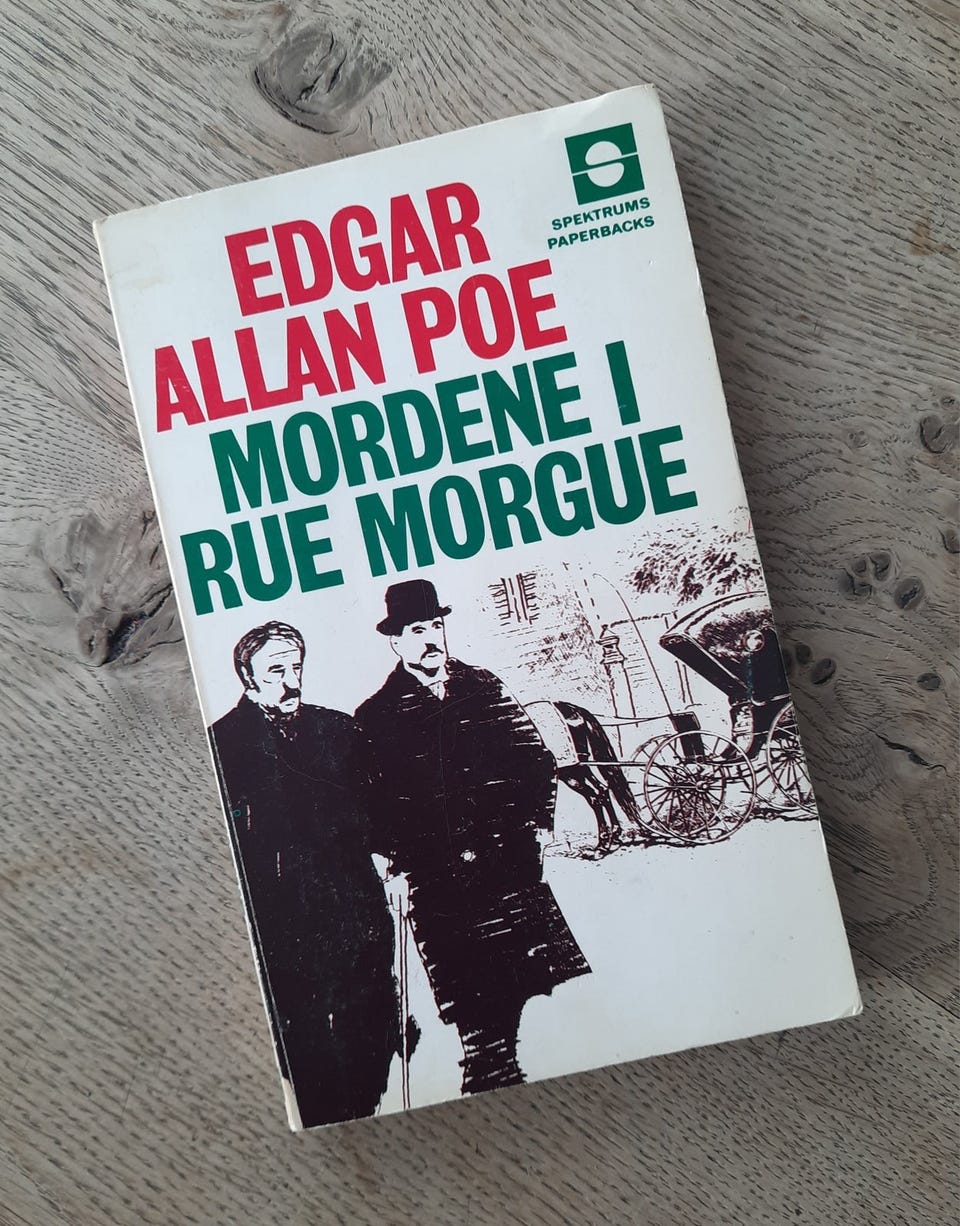 SPEKTRUMS
PAPERBACKS
EDGAR
ALLAN POE
MORDENE I
RUE MORGUE